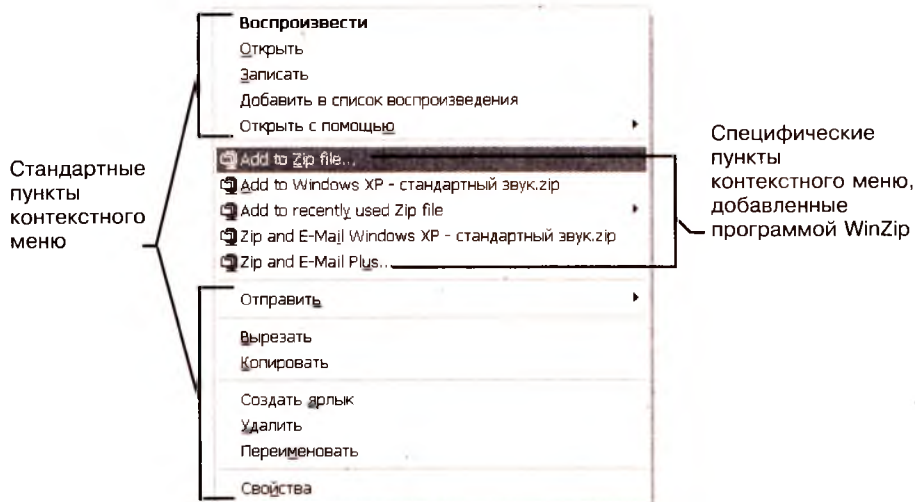 Воспроизвести
Открыть
Записать
Добавить в список воспроизведения
Открыть с помощью
Add to Zip file...
Add to Windows XP - стандартный звук.zip
Add to recently used Zip file
Zip and E-Mail Windows XP - стандартный звук.zip
Zip and E-Mail Plus...
Отправить
Вырезать
Копировать
Создать ярлык
Удалить
Переименовать
Свойства
Стандартные
пункты
контекстного
меню
Специфические
пункты
контекстного меню,
добавленные
программой WinZip